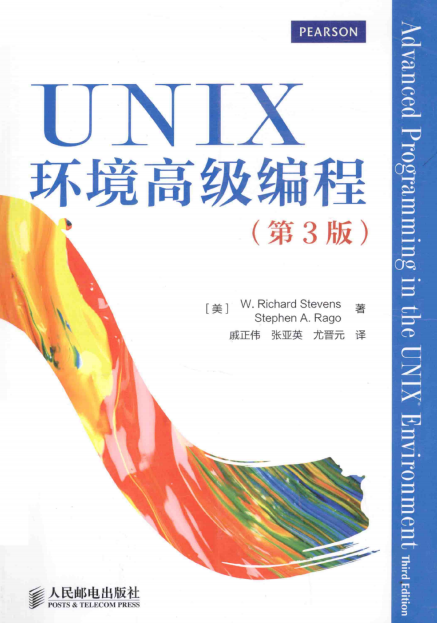 PEARSON
UNIX
环境高级编程
(第3版)
[美] W. Richard Stevens 著
Stephen A. Rago
戚正伟 张亚英 尤晋元 译
Advanced Programming in the UNIX® Environment Third Edition
人民邮电出版社
POSTS & TELECOM PRESS